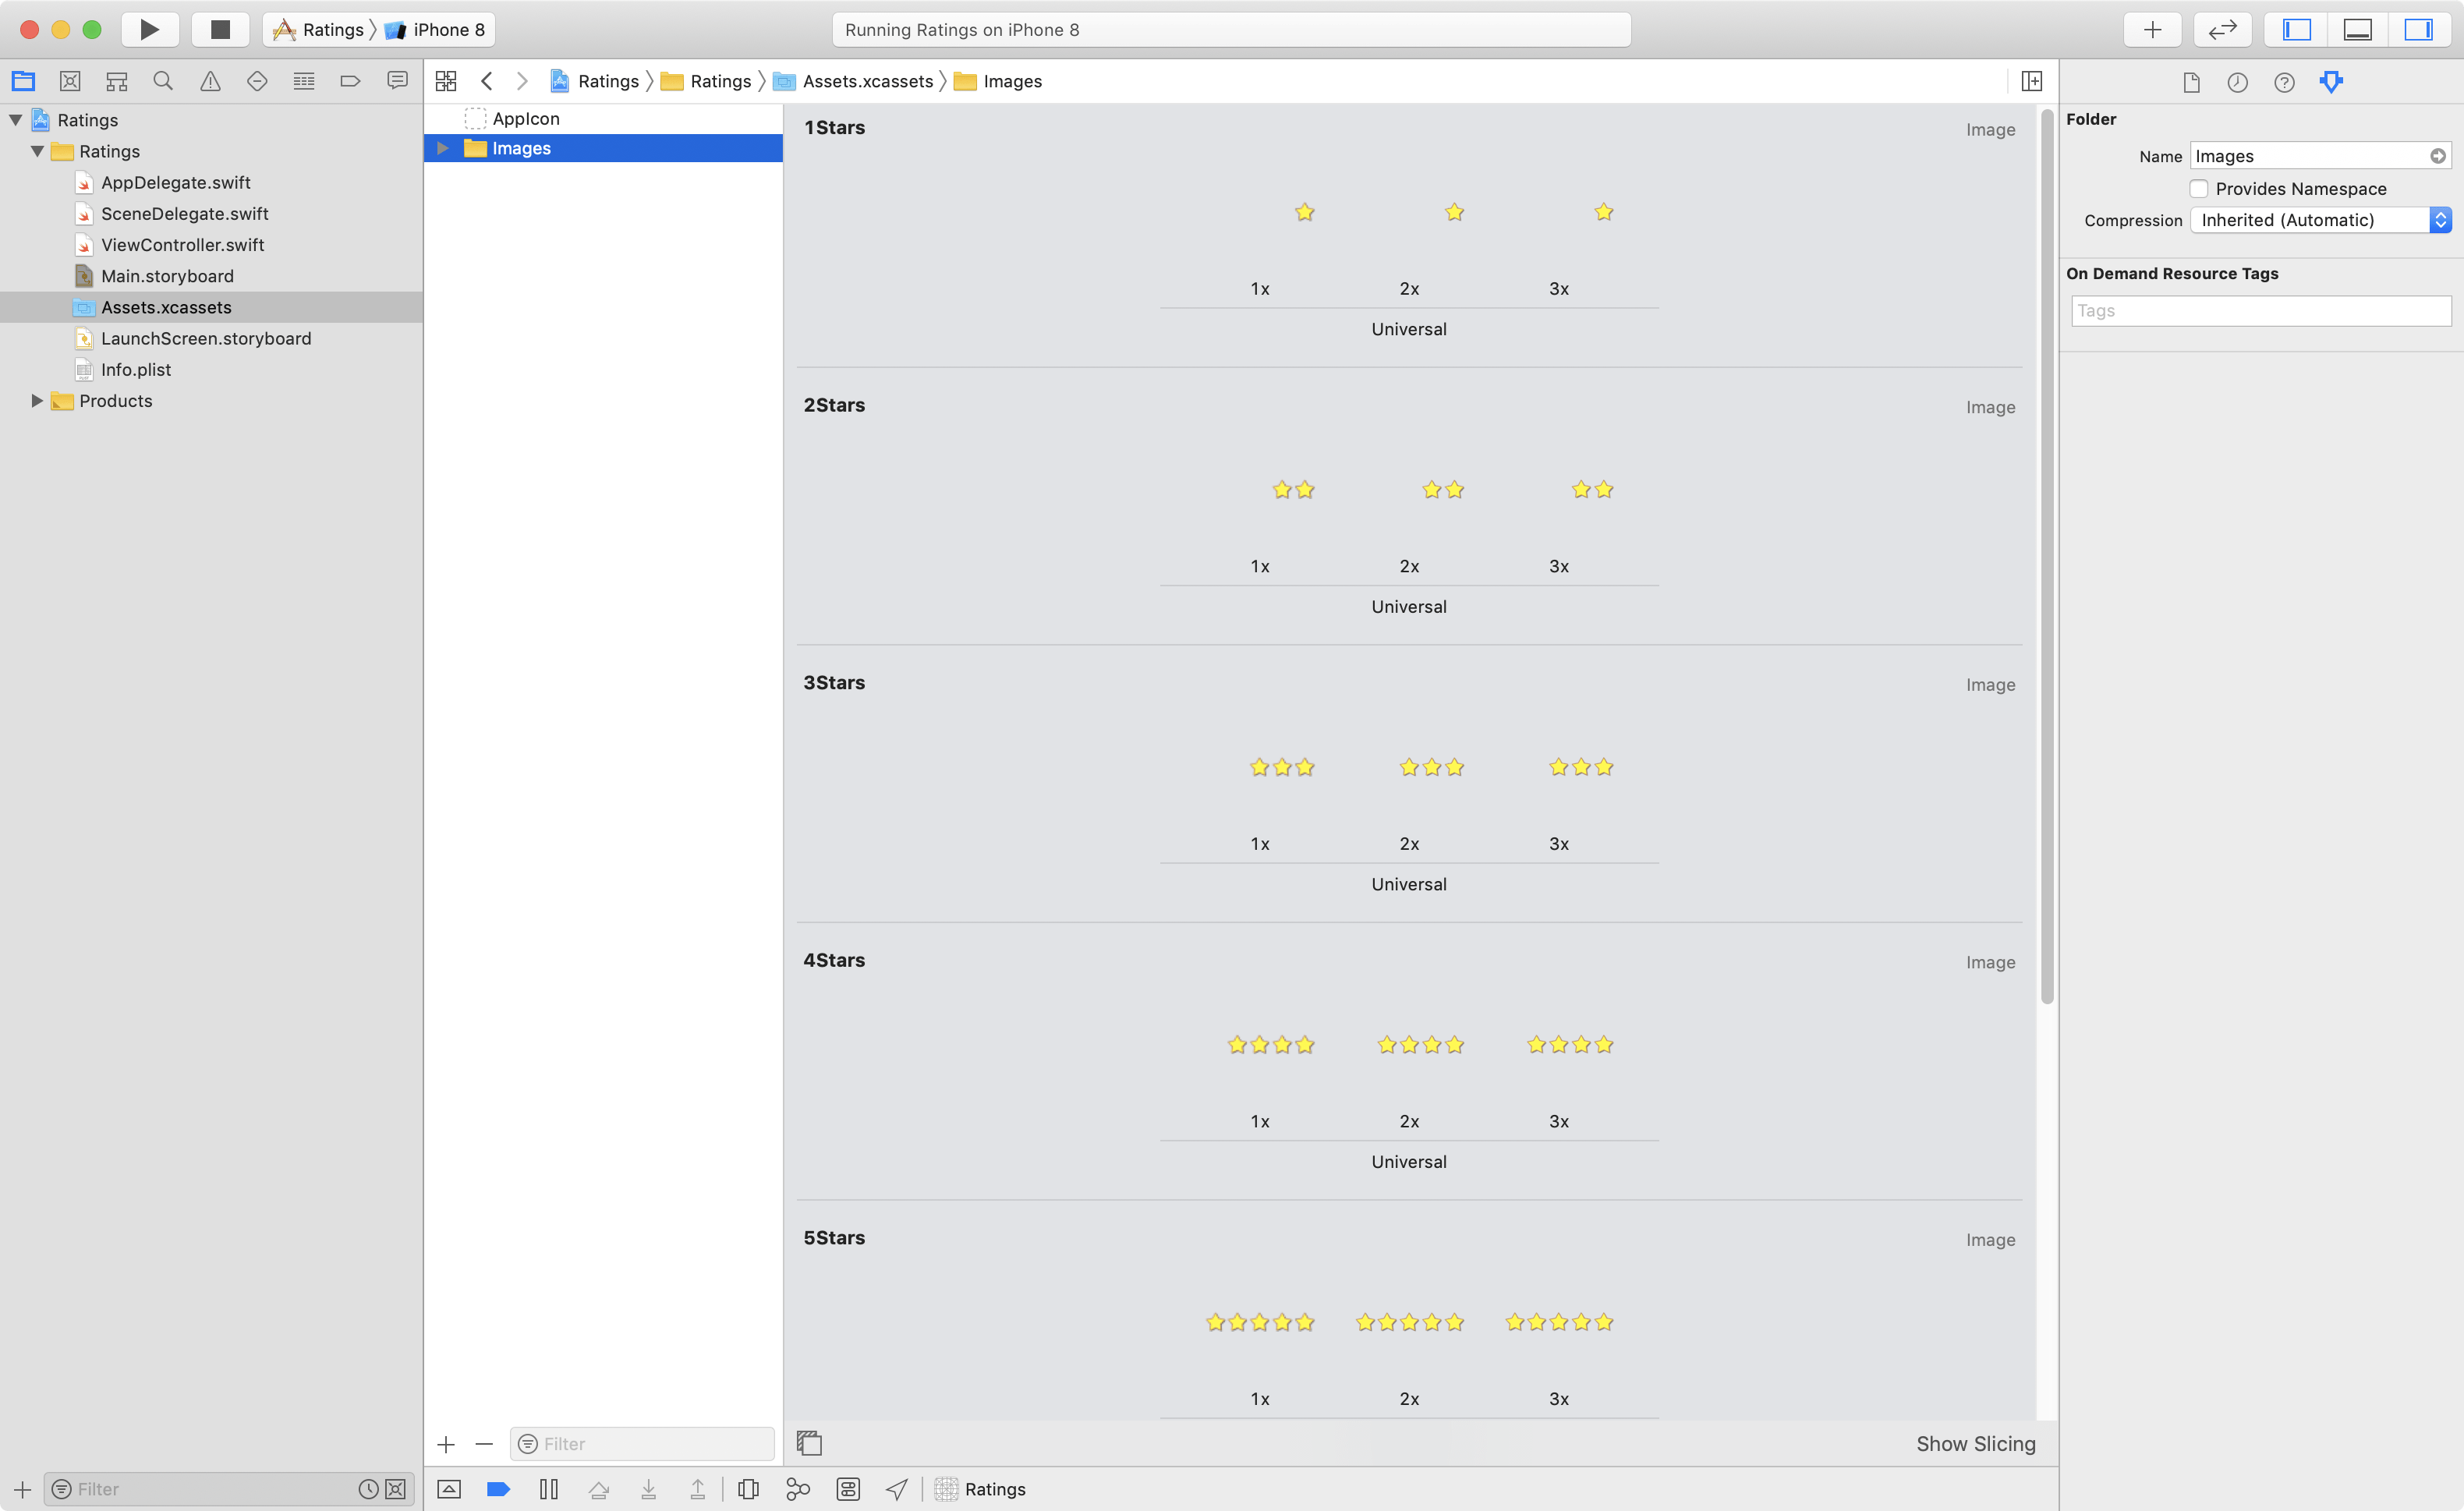 Ratings
iPhone 8
Running Ratings on iPhone 8
Ratings
Ratings
Assets.xcassets
Images
Ratings
Ratings
AppDelegate.swift
SceneDelegate.swift
ViewController.swift
Main.storyboard
Assets.xcassets
LaunchScreen.storyboard
Info.plist
Products
Filter
AppIcon
Images
Filter
1Stars
Image
1x 2x 3x
Universal
2Stars
Image
1x 2x 3x
Universal
3Stars
Image
1x 2x 3x
Universal
4Stars
Image
1x 2x 3x
Universal
5Stars
Image
1x 2x 3x
Show Slicing
Ratings
Folder
Name Images
Provides Namespace
Compression Inherited (Automatic)
On Demand Resource Tags
Tags